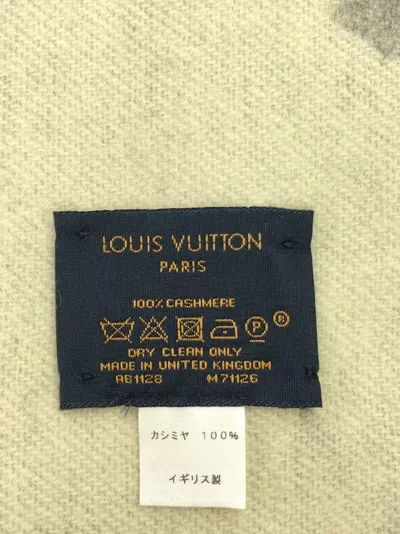 LOUIS VUITTON
PARIS
100% CASHMERE
P ®
DRY CLEAN ONLY
MADE IN UNITED KINGDOM
AB1128 M71126
カシミヤ 100%
イギリス製